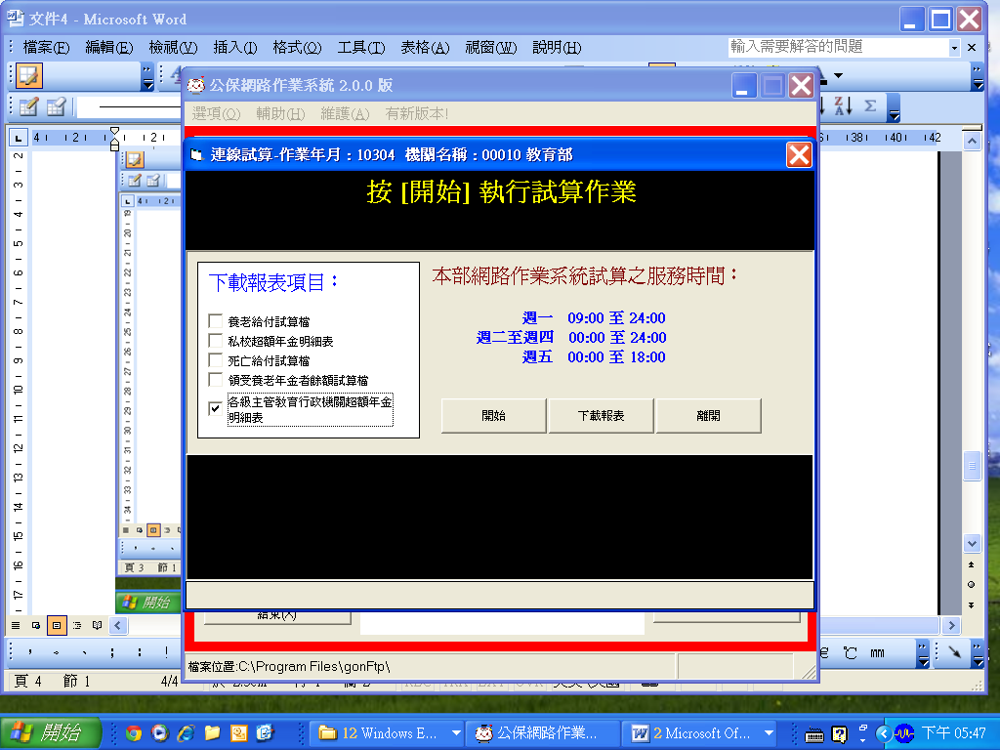 文件4 - Microsoft Word
檔案(F) 編輯(E) 檢視(V) 插入(I) 格式(O) 工具(T) 表格(A) 視窗(W) 說明(H)
輸入需要解答的問題
公保網路作業系統 2.0.0 版
選項(O) 輔助(H) 維護(A) 有新版本!
連線試算-作業年月：10304 機關名稱：00010 教育部
按 [開始] 執行試算作業
下載報表項目：
養老給付試算檔
私校超額年金明細表
死亡給付試算檔
領受養老年金者餘額試算檔
各級主管教育行政機關超額年金
明細表
本部網路作業系統試算之服務時間：
週一 09:00 至 24:00
週二至週四 00:00 至 24:00
週五 00:00 至 18:00
開始 下載報表 離開
頁 3 節 1
開始
結束(X)
檔案位置:C:\Program Files\gonFtp\
頁 4 節 1 4/4
開始
12 Windows E...
公保網路作業...
2 Microsoft Of...
下午 05:47